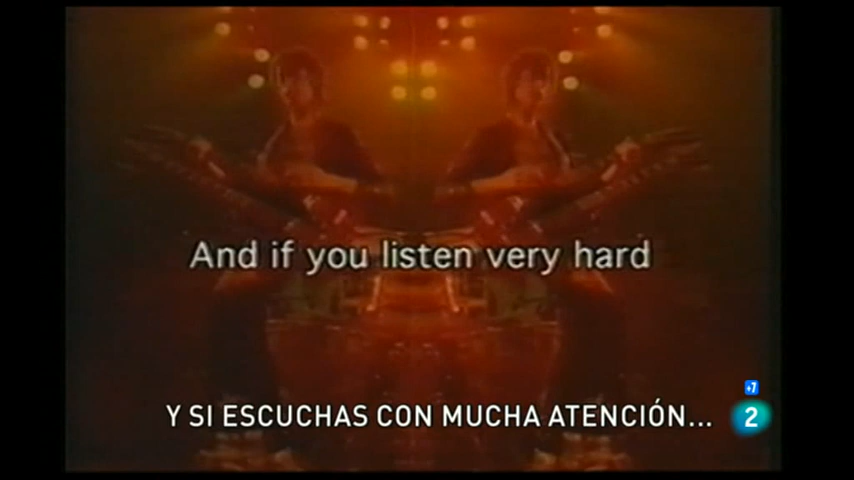 And if you listen very hard
+7
Y SI ESCUCHAS CON MUCHA ATENCIÓN...
2